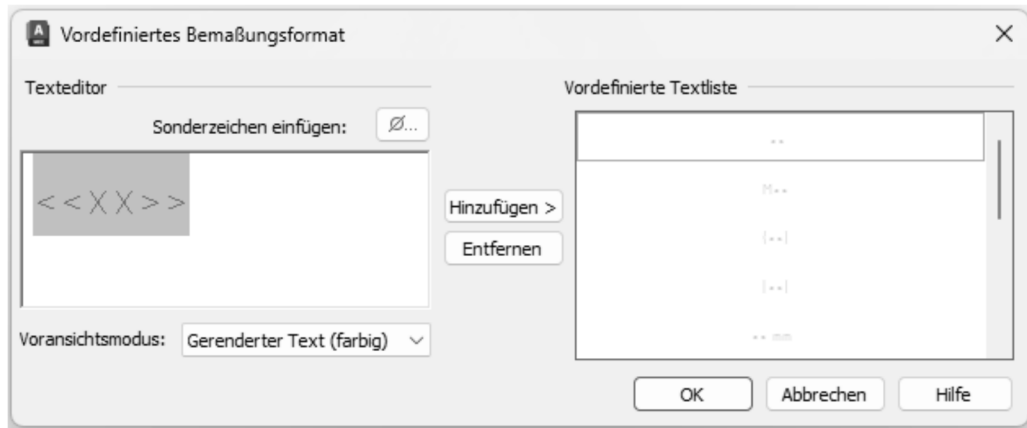 Vordefiniertes Bemaßungsformat
Texteditor
Sonderzeichen einfügen:
Ø...
<<XX>>
Voransichtsmodus:
Gerenderter Text (farbig)
Hinzufügen >
Entfernen
Vordefinierte Textliste
OK
Abbrechen
Hilfe